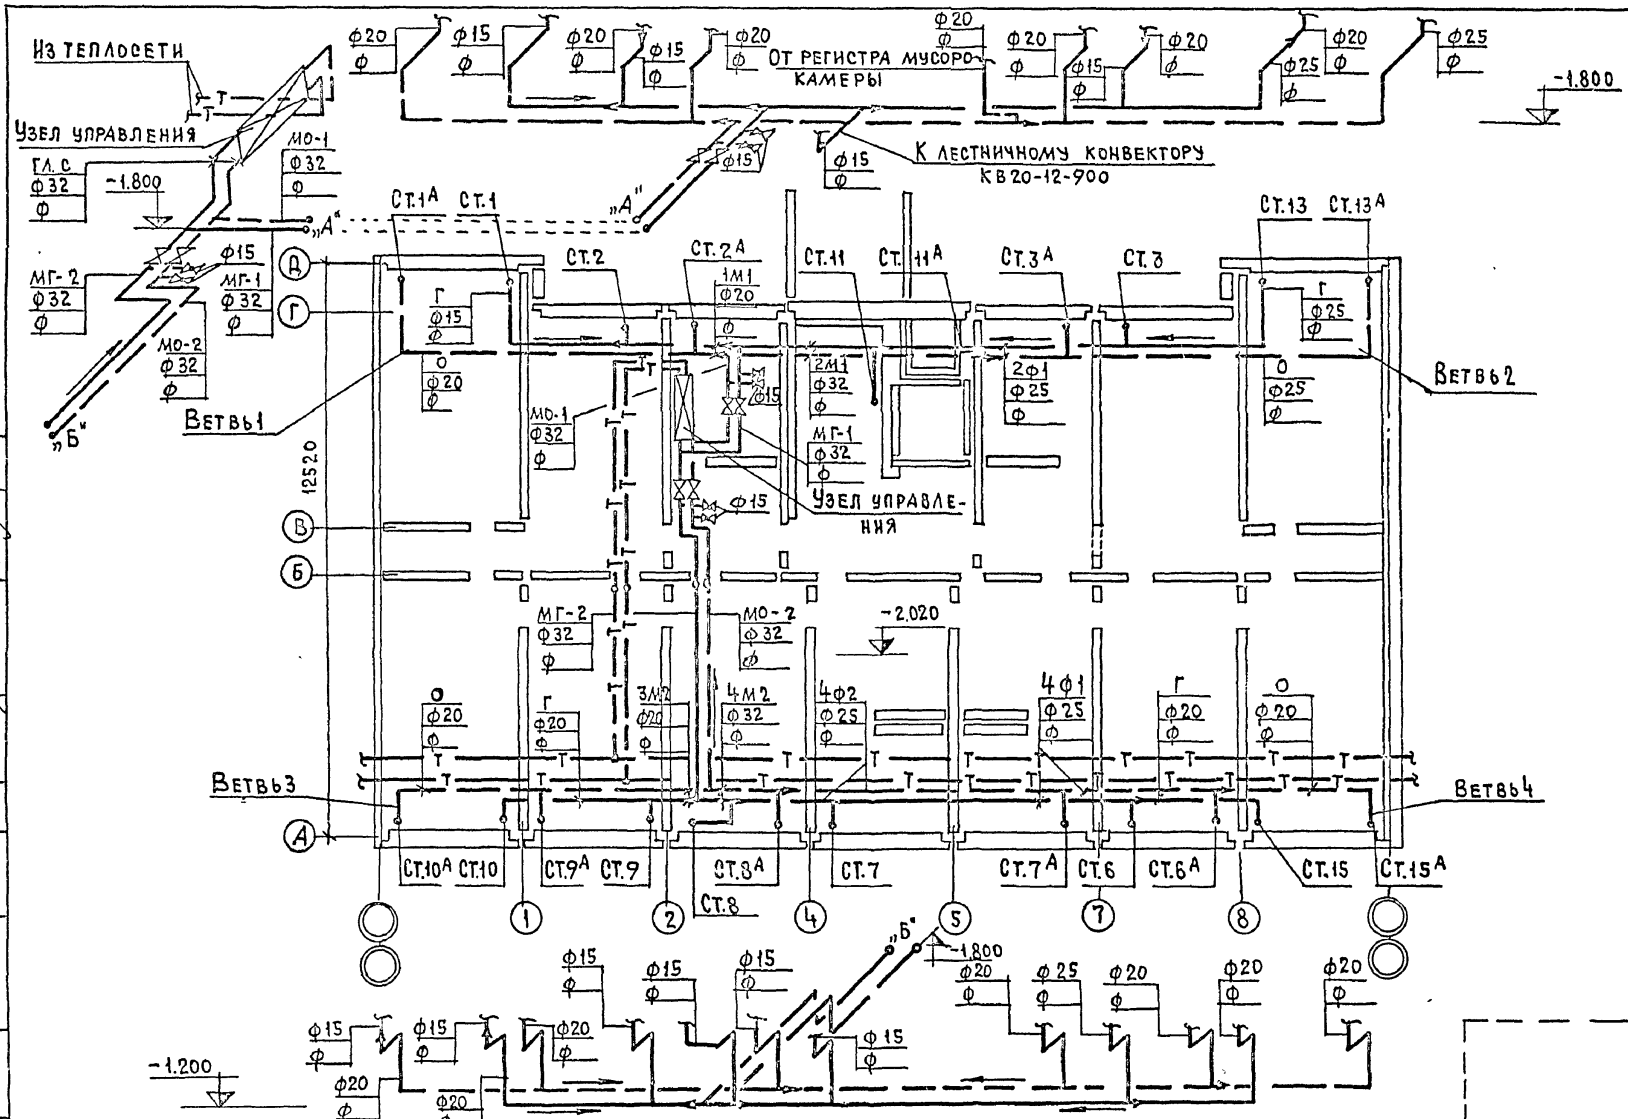 Из теплосети
Узел управления
ГЛ.С
ф32
ф
-1.800
МО-1
ф32
ф
„А"
ф15
МГ-1
ф32
ф
МГ-2
ф32
ф
МО-2
ф32
ф
„Б"
ф20
ф
ф15
ф
ф20
ф
ф15
ф
ф20
ф
От регистра мусоро-
камеры
ф20
ф
ф20
ф
ф15
ф
ф20
ф
ф20
ф25
ф
ф25
ф
-1.800
ф15
„А"
ф15
ф
К лестничному конвектору
КВ20-12-900
Ст.1А
Ст.1
Ст.2
Ст.2А
Ст.11
Ст.11А
Ст.3А
Ст.3
Ст.13
Ст.13А
Д
Г
В
Б
А
12520
Г
ф15
ф
О
ф20
ф
Ветвь1
1М1
ф20
ф
2М1
ф32
ф
ф15
МО-1
ф32
ф
МГ-1
ф32
ф
Узел управле-
ния
ф15
2ф1
ф25
ф
Г
ф25
ф
О
ф25
ф
Ветвь2
МГ-2
ф32
ф
МО-2
ф32
ф
-2.020
О
ф20
ф
Г
ф20
ф
3М2
ф20
ф
4М2
ф32
ф
4ф2
ф25
ф
4ф1
ф25
ф
Г
ф20
ф
О
ф20
ф
Т Т Т Т Т Т Т Т
Ветвь3
Ветвь4
Ст.10А
Ст.10
Ст.9А
Ст.9
Ст.8
Ст.8А
Ст.7
Ст.7А
Ст.6
Ст.6А
Ст.15
Ст.15А
1
2
4
5
7
8
„Б"
-1.800
ф15
ф
ф15
ф
ф15
ф
ф20
ф
ф25
ф
ф20
ф
ф20
ф
ф20
ф
ф15
ф
ф15
ф
ф20
ф
ф15
ф
-1.200
ф20
ф
ф20
ф